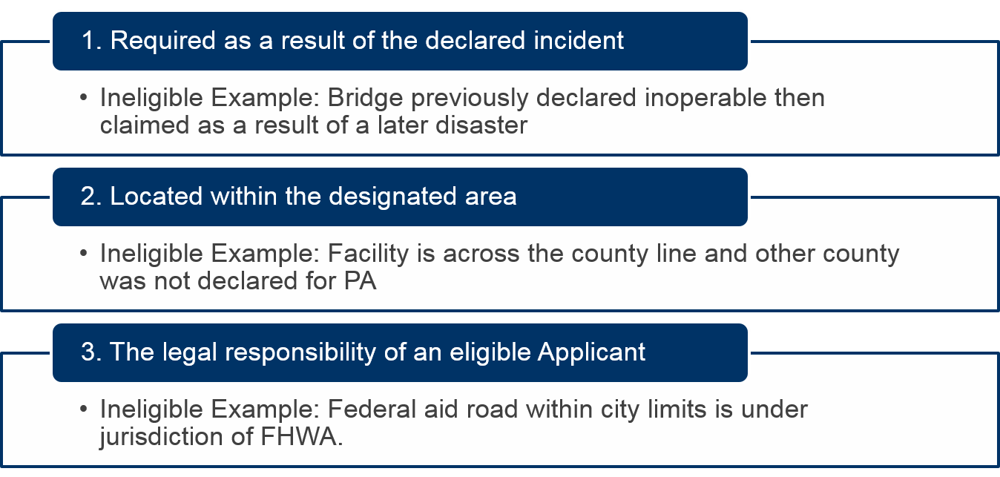 1. Required as a result of the declared incident
• Ineligible Example: Bridge previously declared inoperable then
claimed as a result of a later disaster
2. Located within the designated area
• Ineligible Example: Facility is across the county line and other county
was not declared for PA
3. The legal responsibility of an eligible Applicant
• Ineligible Example: Federal aid road within city limits is under
jurisdiction of FHWA.